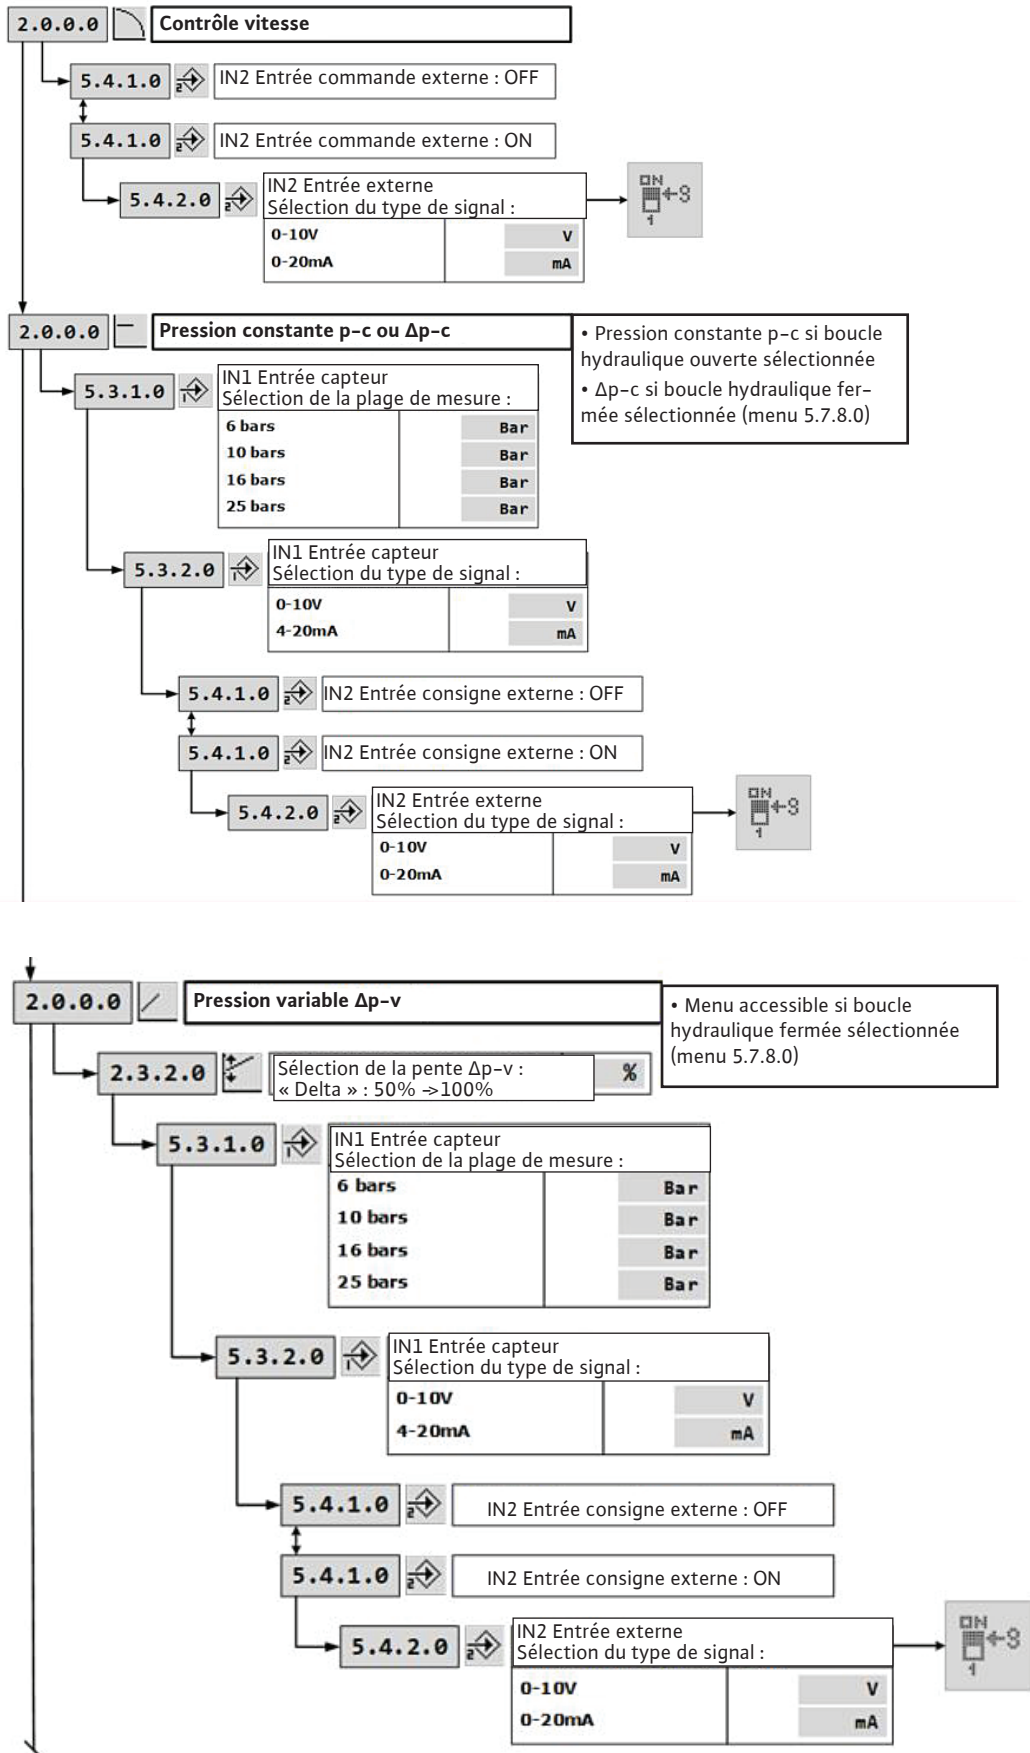 2.0.0.0 Contrôle vitesse
5.4.1.0 2 IN2 Entrée commande externe : OFF
5.4.1.0 2 IN2 Entrée commande externe : ON
5.4.2.0 2 IN2 Entrée externe
Sélection du type de signal :
0-10V V
0-20mA mA
ON
1
2.0.0.0 Pression constante p-c ou Δp-c
• Pression constante p-c si boucle
hydraulique ouverte sélectionnée
• Δp-c si boucle hydraulique fer-
mée sélectionnée (menu 5.7.8.0)
5.3.1.0 1 IN1 Entrée capteur
Sélection de la plage de mesure :
6 bars Bar
10 bars Bar
16 bars Bar
25 bars Bar
5.3.2.0 1 IN1 Entrée capteur
Sélection du type de signal :
0-10V V
4-20mA mA
5.4.1.0 2 IN2 Entrée consigne externe : OFF
5.4.1.0 2 IN2 Entrée consigne externe : ON
5.4.2.0 2 IN2 Entrée externe
Sélection du type de signal :
0-10V V
0-20mA mA
ON
1
2.0.0.0 Pression variable Δp-v
• Menu accessible si boucle
hydraulique fermée sélectionnée
(menu 5.7.8.0)
2.3.2.0 Sélection de la pente Δp-v : %
« Delta » : 50% ->100%
5.3.1.0 1 IN1 Entrée capteur
Sélection de la plage de mesure :
6 bars Bar
10 bars Bar
16 bars Bar
25 bars Bar
5.3.2.0 1 IN1 Entrée capteur
Sélection du type de signal :
0-10V V
4-20mA mA
5.4.1.0 2 IN2 Entrée consigne externe : OFF
5.4.1.0 2 IN2 Entrée consigne externe : ON
5.4.2.0 2 IN2 Entrée externe
Sélection du type de signal :
0-10V V
0-20mA mA
ON
1